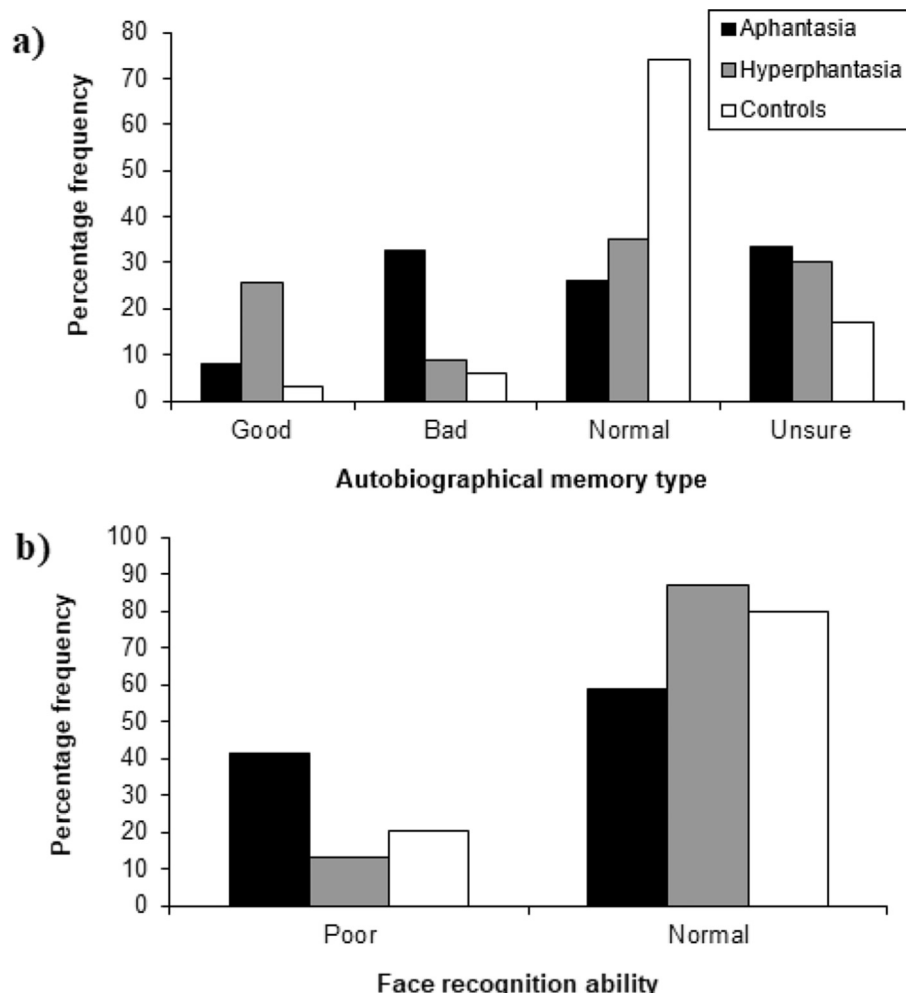 a)
Percentage frequency
80
70
60
50
40
30
20
10
0
Aphantasia
Hyperphantasia
Controls
Good Bad Normal Unsure
Autobiographical memory type
b)
Percentage frequency
100
90
80
70
60
50
40
30
20
10
0
Poor Normal
Face recognition ability